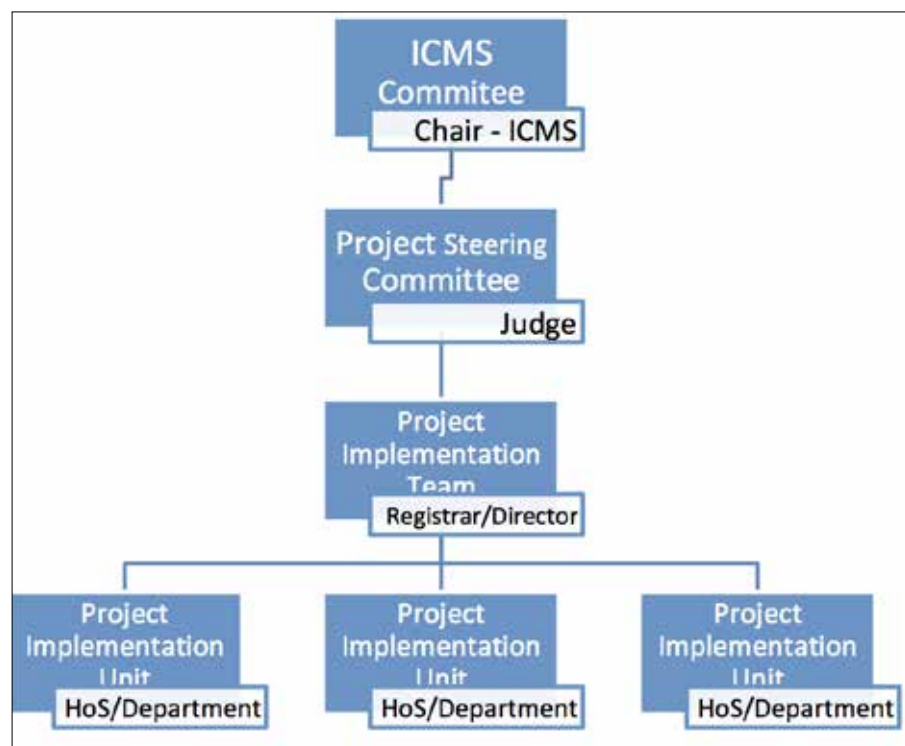 ICMS
Commitee
Chair - ICMS
Project Steering
Committee
Judge
Project
Implementation
Team
Registrar/Director
Project
Implementation
Unit
HoS/Department
Project
Implementation
Unit
HoS/Department
Project
Implementation
Unit
HoS/Department